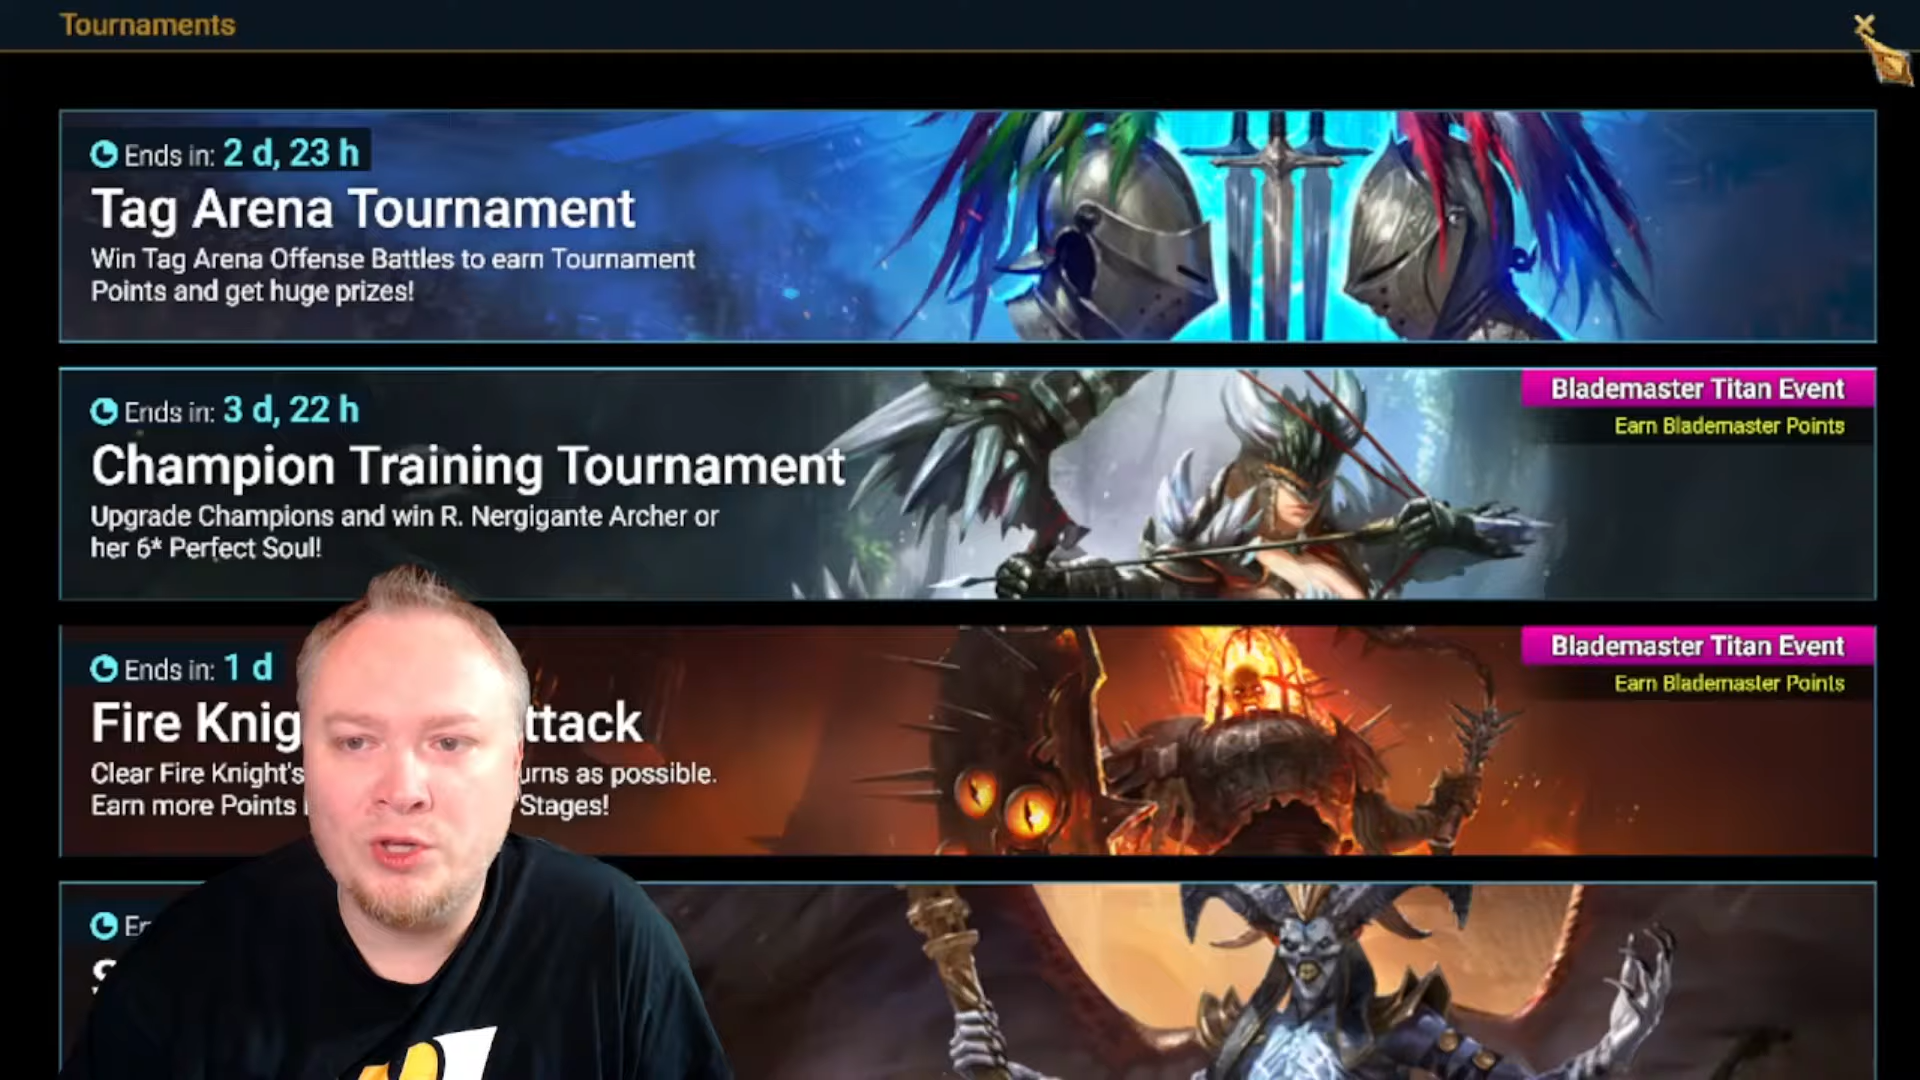 Tournaments
Ends in: 2 d, 23 h
Tag Arena Tournament
Win Tag Arena Offense Battles to earn Tournament
Points and get huge prizes!
Ends in: 3 d, 22 h
Blademaster Titan Event
Earn Blademaster Points
Champion Training Tournament
Upgrade Champions and win R. Nergigante Archer or
her 6* Perfect Soul!
Ends in: 1 d
Blademaster Titan Event
Earn Blademaster Points
Fire Knig ttack
Clear Fire Knight's urns as possible.
Earn more Points Stages!